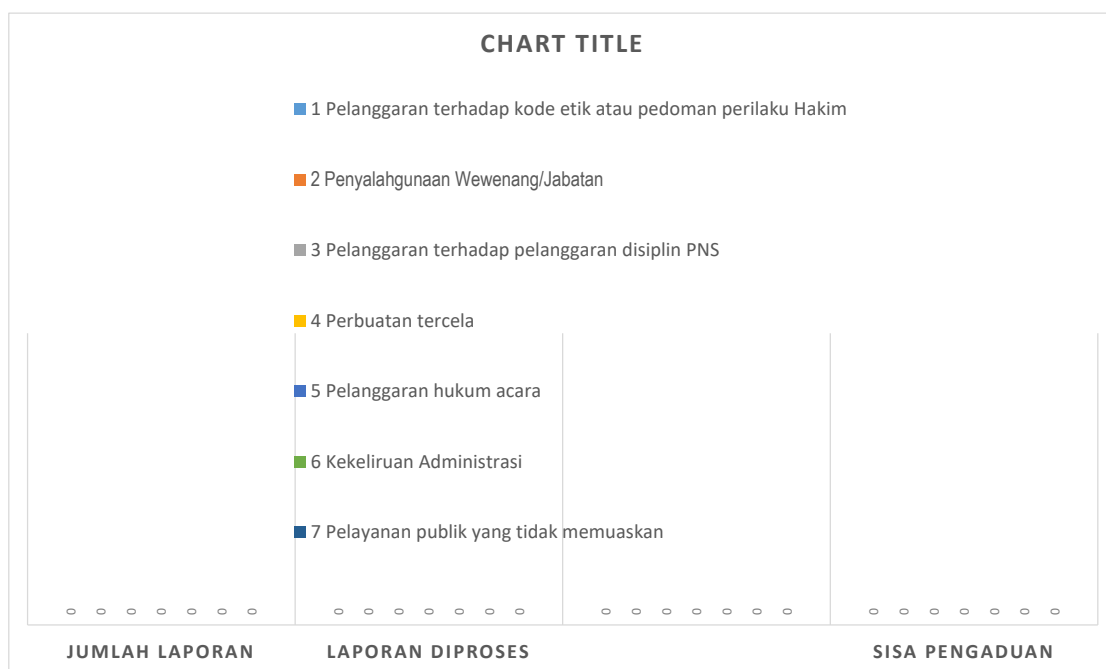 CHART TITLE
1 Pelanggaran terhadap kode etik atau pedoman perilaku Hakim
2 Penyalahgunaan Wewenang/Jabatan
3 Pelanggaran terhadap pelanggaran disiplin PNS
4 Perbuatan tercela
5 Pelanggaran hukum acara
6 Kekeliruan Administrasi
7 Pelayanan publik yang tidak memuaskan
0 0 0 0 0 0 0 0 0 0 0 0 0 0 0 0 0 0 0 0 0 0 0 0 0 0 0 0
JUMLAH LAPORAN LAPORAN DIPROSES SISA PENGADUAN